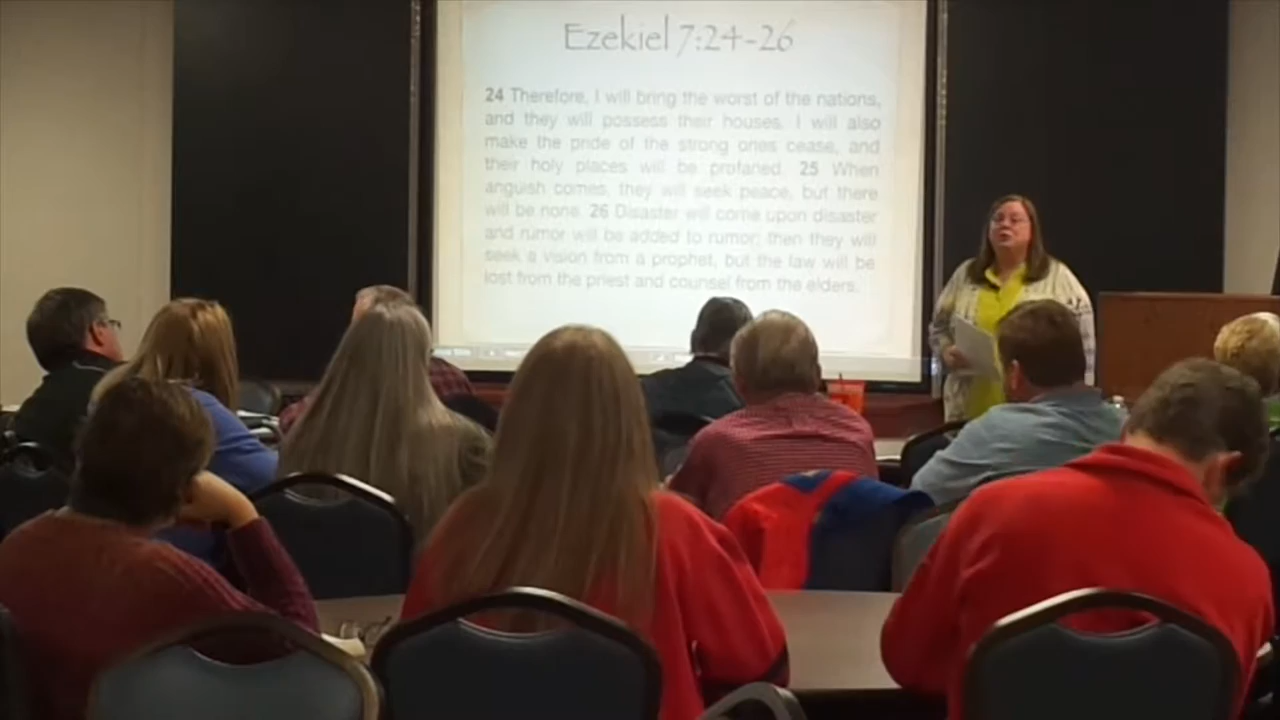 Ezekiel 7:24-26
24 Therefore, I will bring the worst of the nations,
and they will possess their houses. I will also
make the pride of the strong ones cease, and
their holy places will be profaned. 25 When
anguish comes, they will seek peace, but there
will be none. 26 Disaster will come upon disaster
and rumor will be added to rumor; then they will
seek a vision from a prophet, but the law will be
lost from the priest and counsel from the elders.